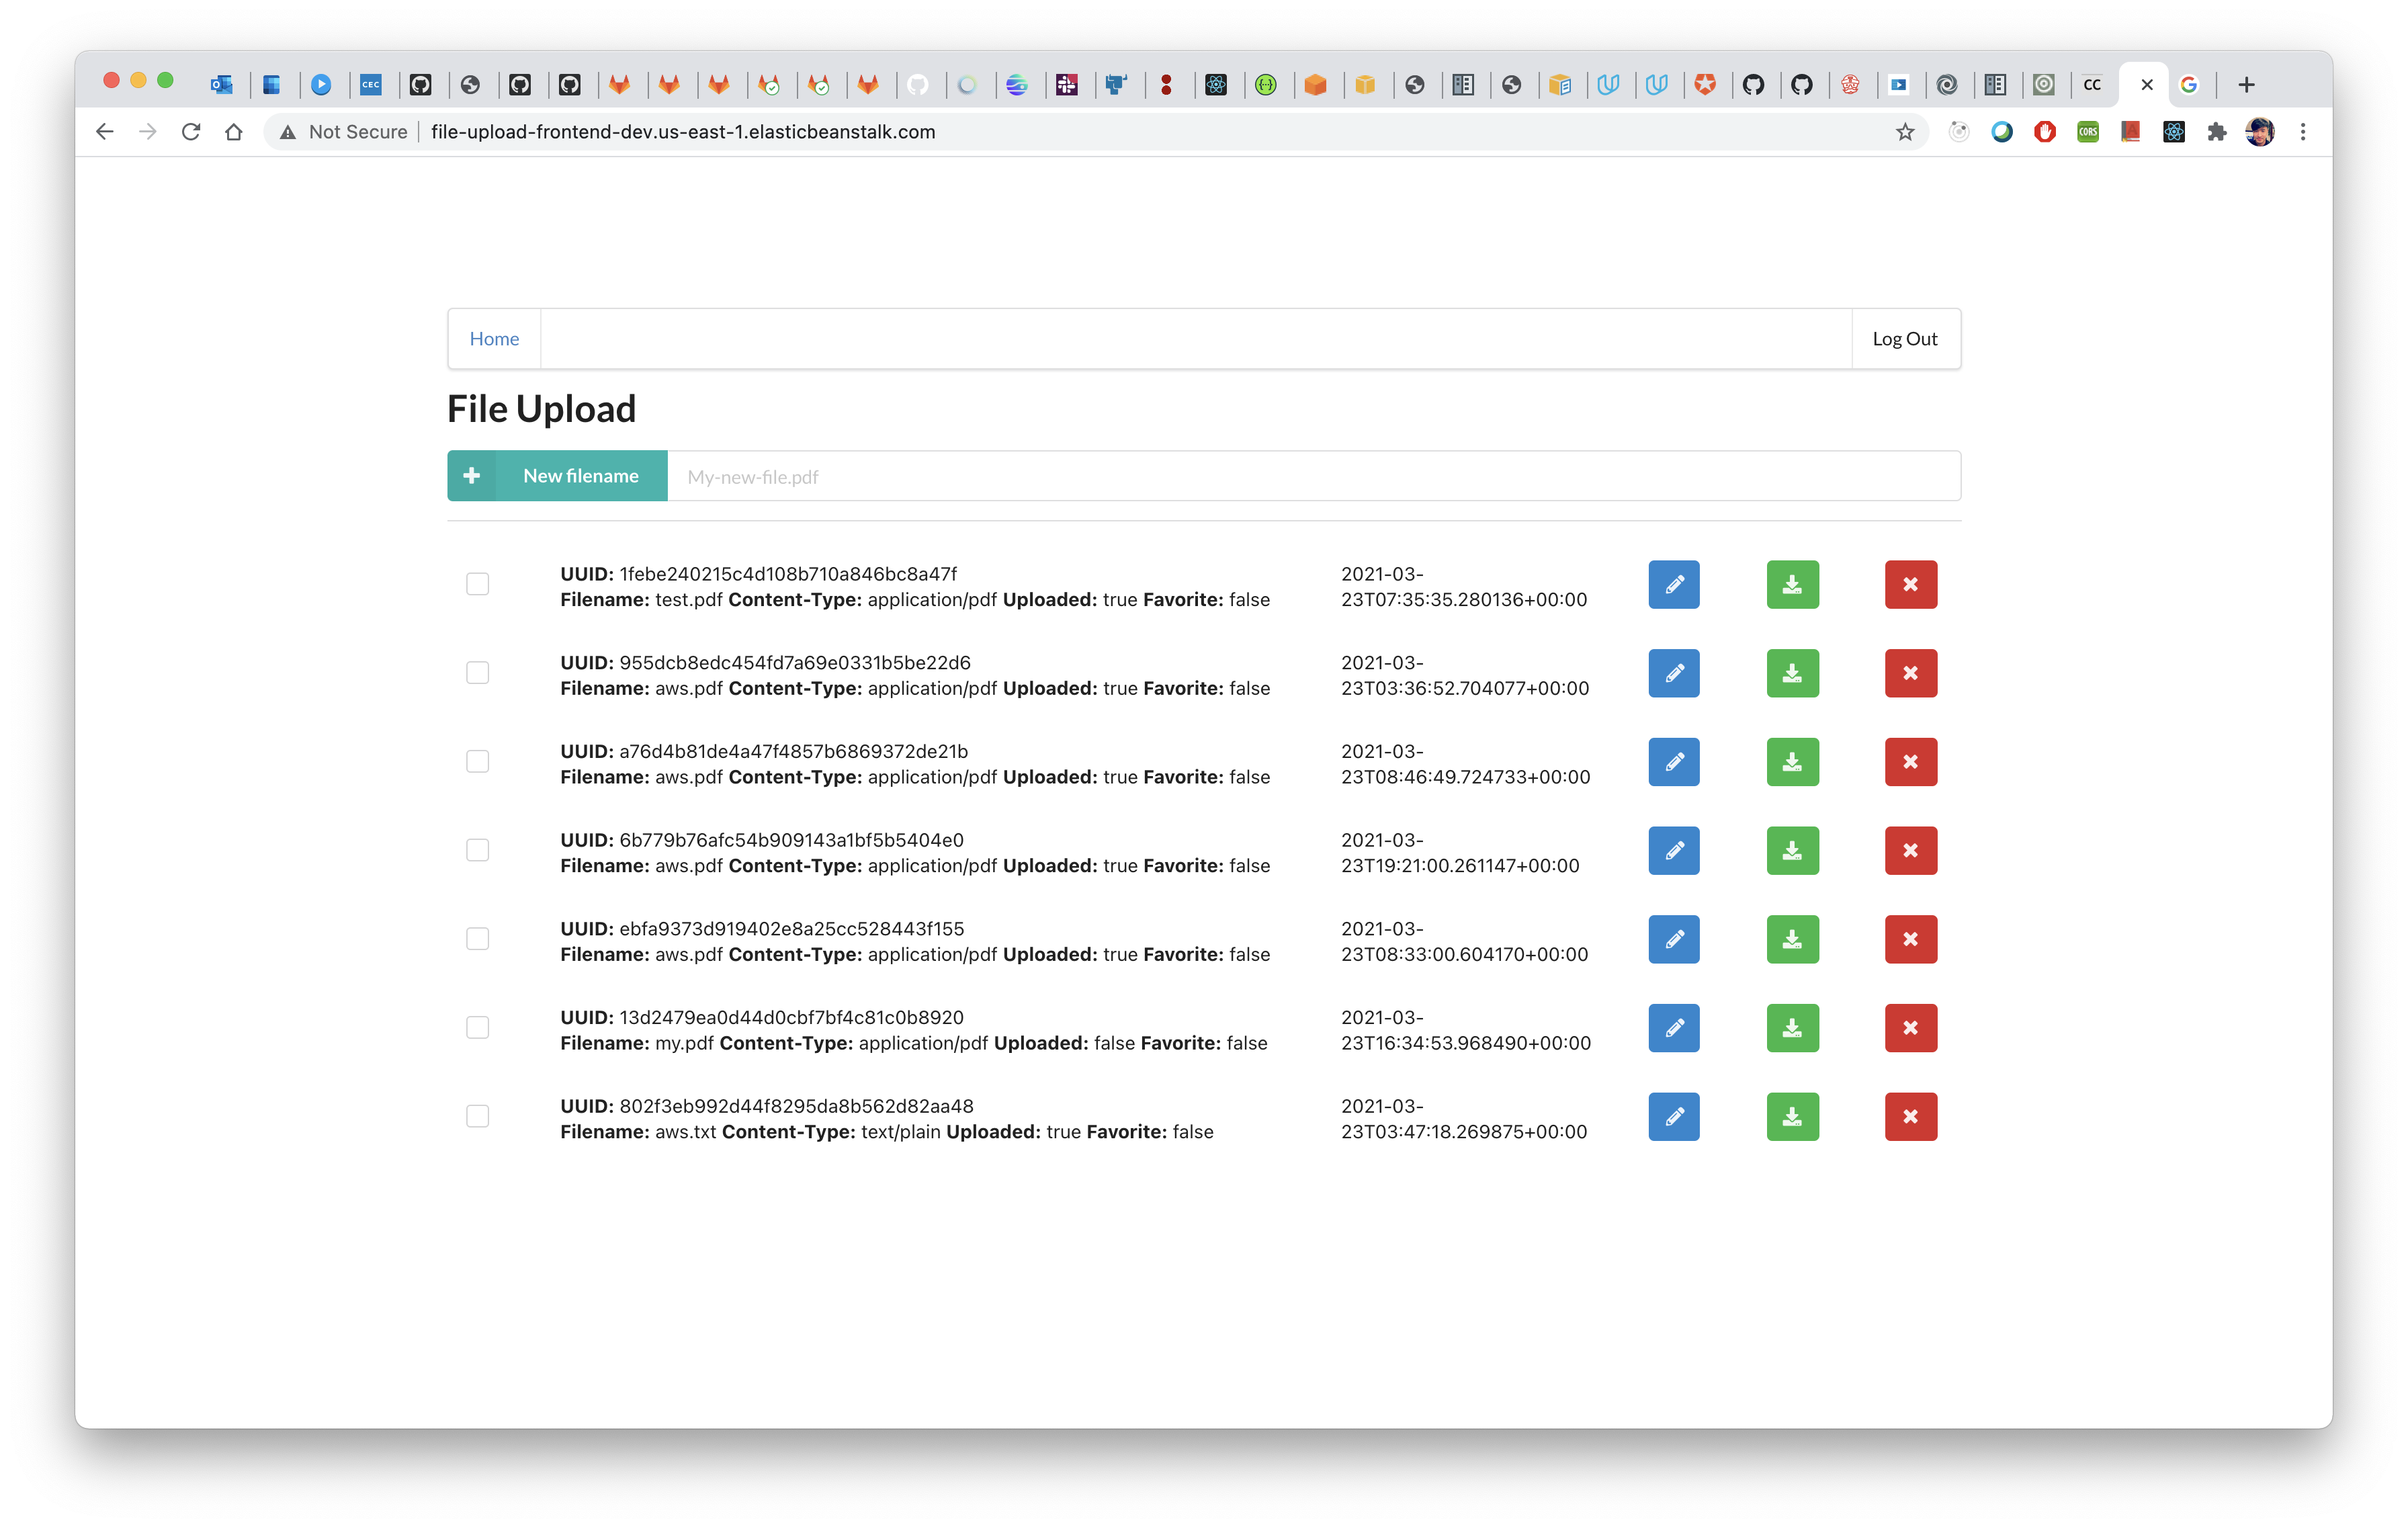 CEC
CC
Not Secure
file-upload-frontend-dev.us-east-1.elasticbeanstalk.com
CORS
Home
Log Out
File Upload
New filename
My-new-file.pdf
UUID: 1febe240215c4d108b710a846bc8a47f
Filename: test.pdf Content-Type: application/pdf Uploaded: true Favorite: false
2021-03-
23T07:35:35.280136+00:00
UUID: 955dcb8edc454fd7a69e0331b5be22d6
Filename: aws.pdf Content-Type: application/pdf Uploaded: true Favorite: false
2021-03-
23T03:36:52.704077+00:00
UUID: a76d4b81de4a47f4857b6869372de21b
Filename: aws.pdf Content-Type: application/pdf Uploaded: true Favorite: false
2021-03-
23T08:46:49.724733+00:00
UUID: 6b779b76afc54b909143a1bf5b5404e0
Filename: aws.pdf Content-Type: application/pdf Uploaded: true Favorite: false
2021-03-
23T19:21:00.261147+00:00
UUID: ebfa9373d919402e8a25cc528443f155
Filename: aws.pdf Content-Type: application/pdf Uploaded: true Favorite: false
2021-03-
23T08:33:00.604170+00:00
UUID: 13d2479ea0d44d0cbf7bf4c81c0b8920
Filename: my.pdf Content-Type: application/pdf Uploaded: false Favorite: false
2021-03-
23T16:34:53.968490+00:00
UUID: 802f3eb992d44f8295da8b562d82aa48
Filename: aws.txt Content-Type: text/plain Uploaded: true Favorite: false
2021-03-
23T03:47:18.269875+00:00